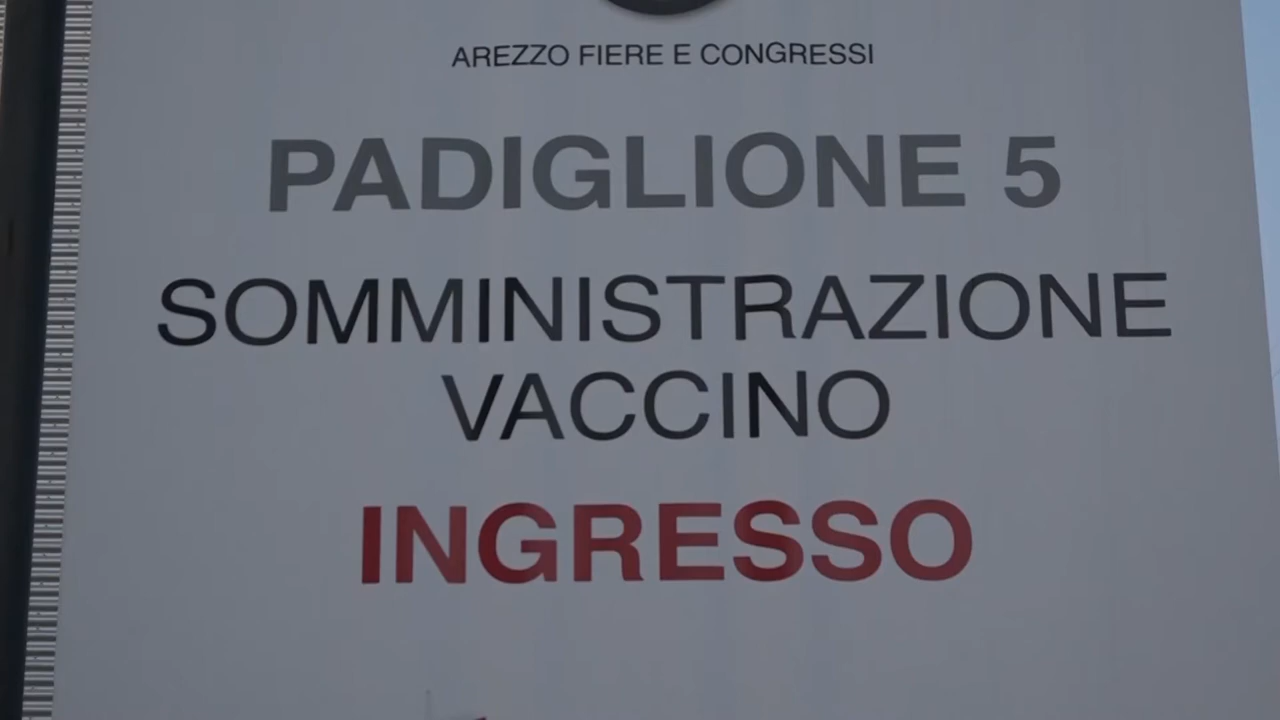 AREZZO FIERE E CONGRESSI
PADIGLIONE 5
SOMMINISTRAZIONE
VACCINO
INGRESSO